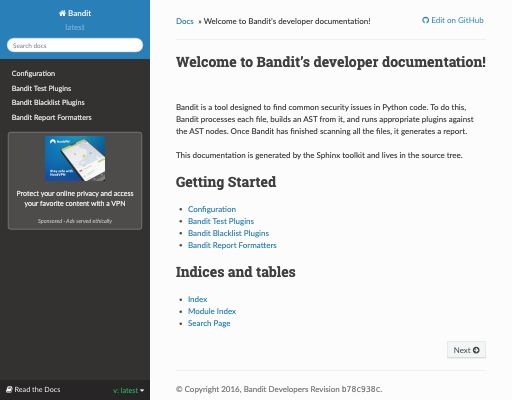 Bandit
latest
Search docs
Configuration
Bandit Test Plugins
Bandit Blacklist Plugins
Bandit Report Formatters
NordVPN
Stay safe with
NordVPN
Protect your online privacy and access
your favorite content with a VPN
Sponsored · Ads served ethically
Read the Docs
v: latest
Docs » Welcome to Bandit's developer documentation!
Edit on GitHub
Welcome to Bandit's developer documentation!
Bandit is a tool designed to find common security issues in Python code. To do this,
Bandit processes each file, builds an AST from it, and runs appropriate plugins against
the AST nodes. Once Bandit has finished scanning all the files, it generates a report.
This documentation is generated by the Sphinx toolkit and lives in the source tree.
Getting Started
• Configuration
• Bandit Test Plugins
• Bandit Blacklist Plugins
• Bandit Report Formatters
Indices and tables
• Index
• Module Index
• Search Page
Next
© Copyright 2016, Bandit Developers Revision b78c938c.